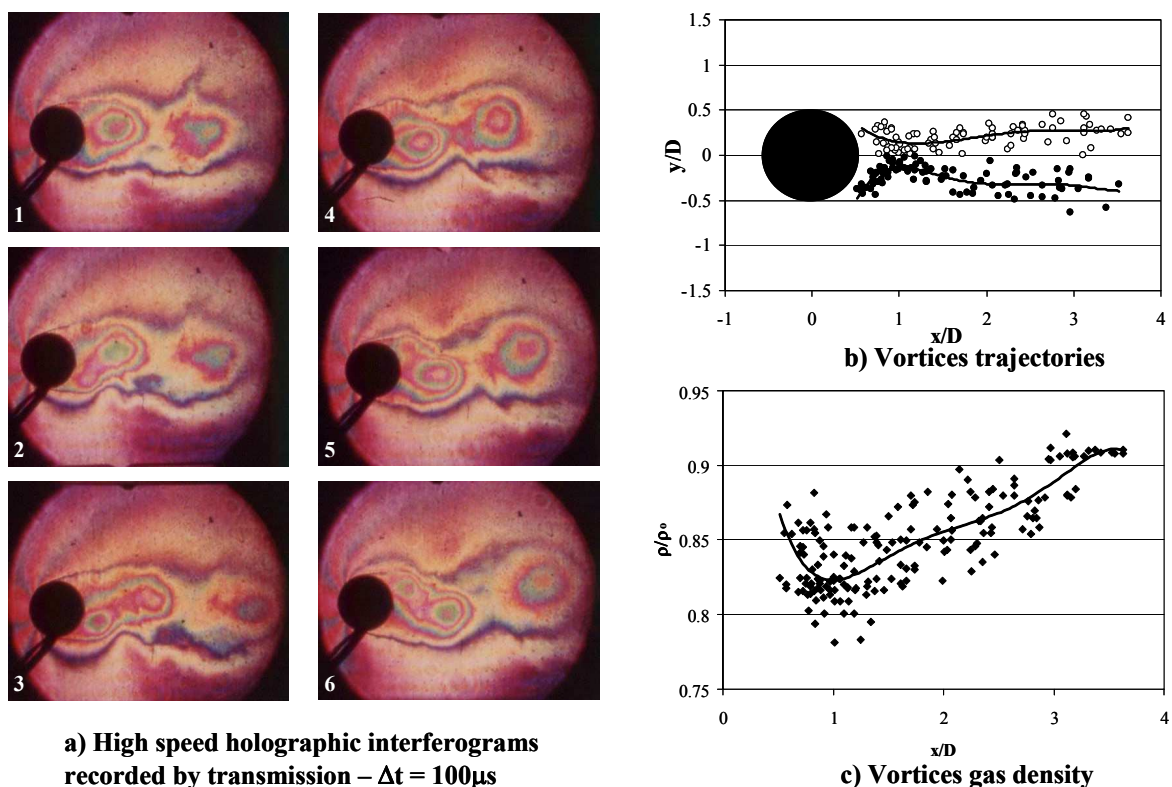 1
4
2
5
3
6
a) High speed holographic interferograms
recorded by transmission – Δt = 100μs
1.5
1
0.5
0
-0.5
-1
-1.5
y/D
-1 0 1 2 3 4
x/D
b) Vortices trajectories
0.95
0.9
0.85
0.8
0.75
ρ/ρ°
0 1 2 3 4
x/D
c) Vortices gas density